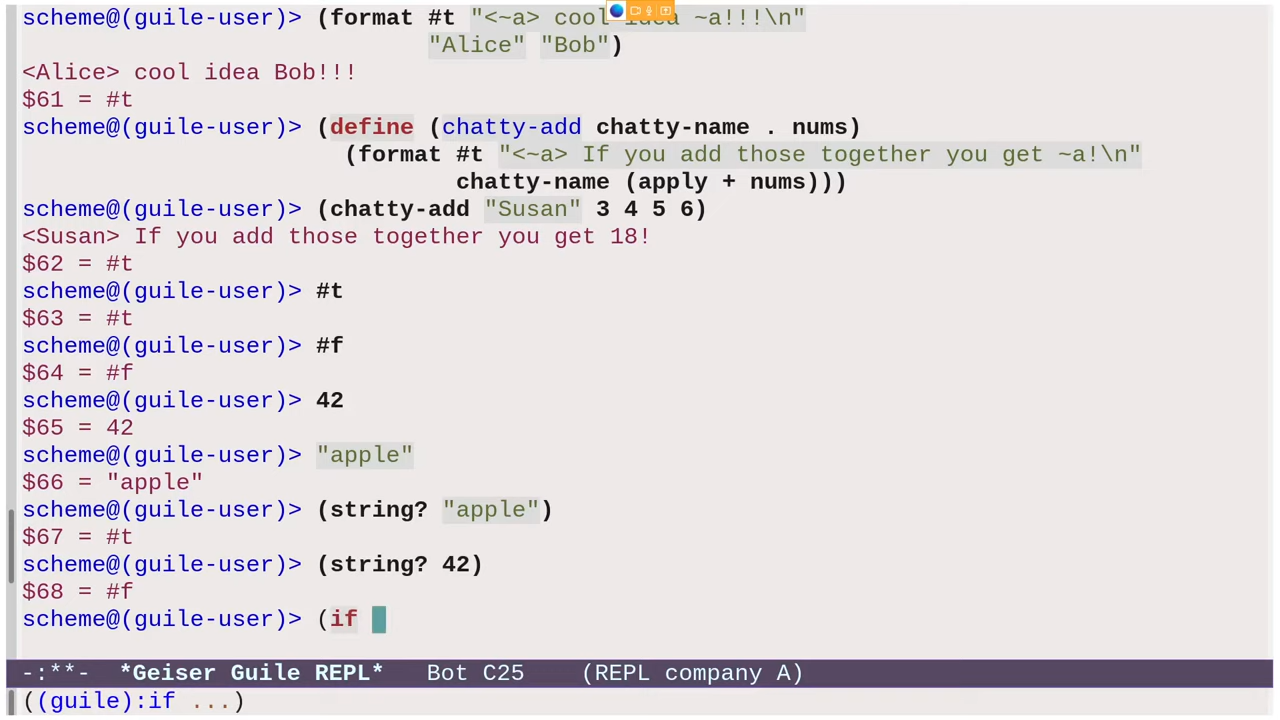 scheme@(guile-user)> (format #t "<~a> cool idea ~a!!!\n"
"Alice" "Bob")
<Alice> cool idea Bob!!!
$61 = #t
scheme@(guile-user)> (define (chatty-add chatty-name . nums)
(format #t "<~a> If you add those together you get ~a!\n"
chatty-name (apply + nums)))
scheme@(guile-user)> (chatty-add "Susan" 3 4 5 6)
<Susan> If you add those together you get 18!
$62 = #t
scheme@(guile-user)> #t
$63 = #t
scheme@(guile-user)> #f
$64 = #f
scheme@(guile-user)> 42
$65 = 42
scheme@(guile-user)> "apple"
$66 = "apple"
scheme@(guile-user)> (string? "apple")
$67 = #t
scheme@(guile-user)> (string? 42)
$68 = #f
scheme@(guile-user)> (if
-:**-  *Geiser Guile REPL*   Bot C25    (REPL company A)
((guile):if ...)